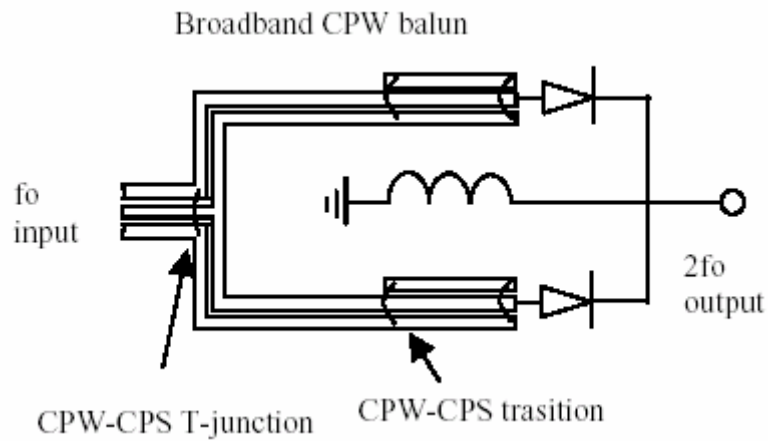 Broadband CPW balun
fo
input
2fo
output
CPW-CPS T-junction
CPW-CPS trasition